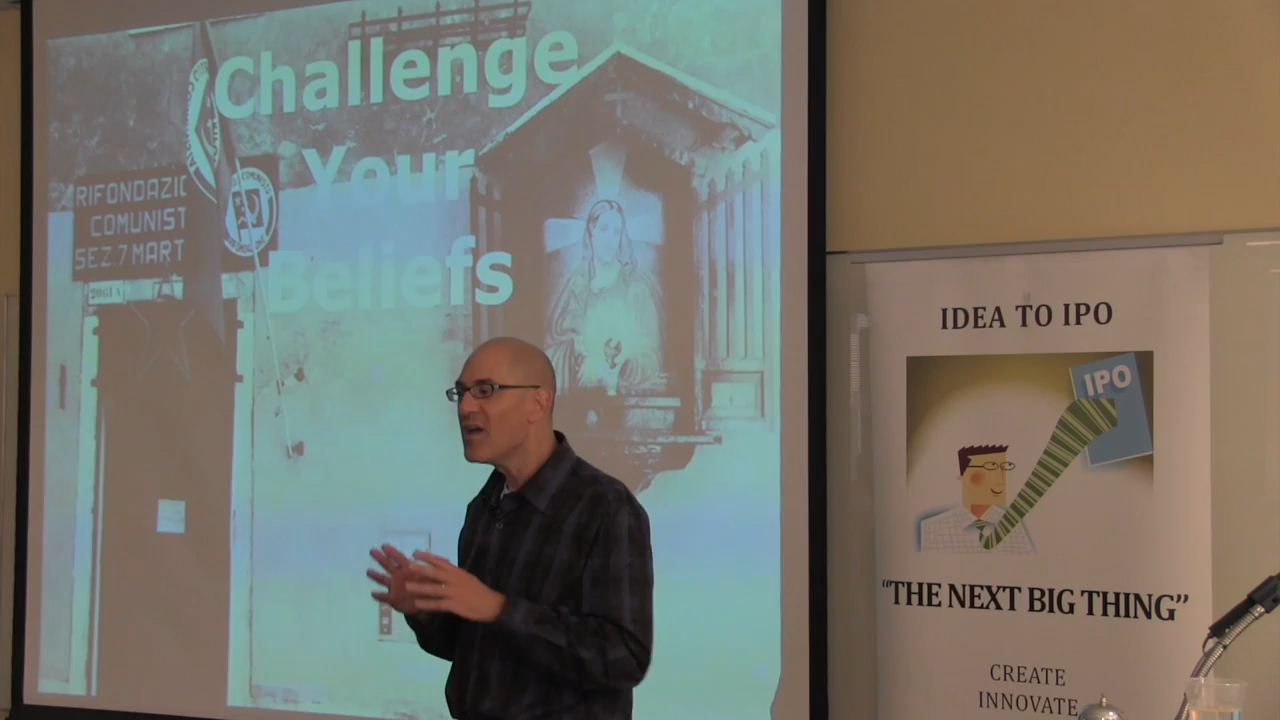 Challenge
Your
Beliefs
RIFONDAZIO
COMUNIST
SEZ. 7 MART
IDEA TO IPO
IPO
"THE NEXT BIG THING"
CREATE
INNOVATE